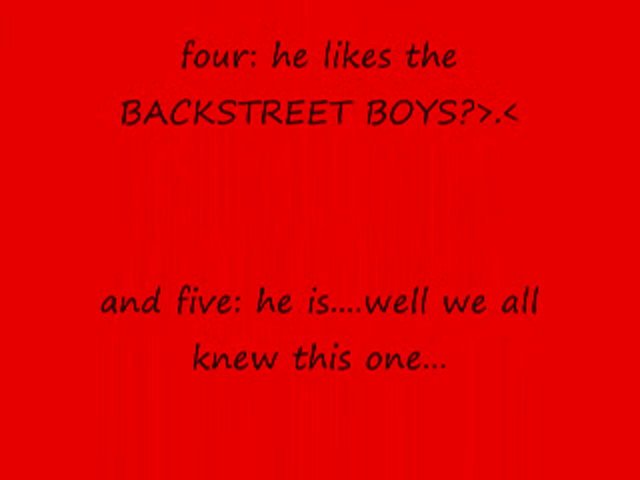 four: he likes the
BACKSTREET BOYS?>.<
and five: he is....well we all
knew this one...